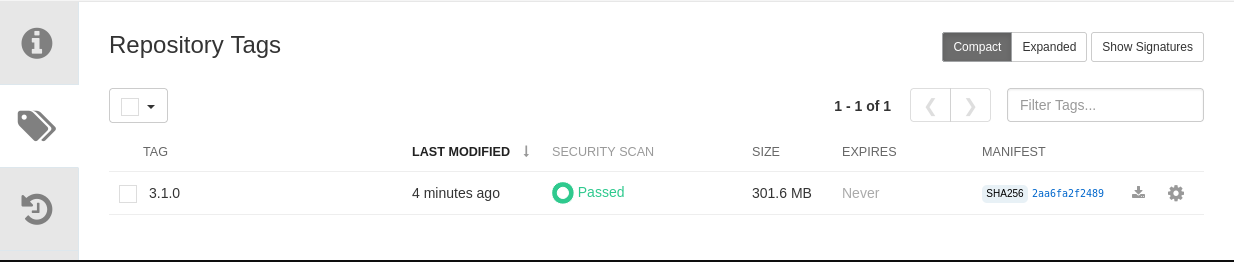 Repository Tags
Compact Expanded Show Signatures
1 - 1 of 1 Filter Tags...
TAG LAST MODIFIED ↓ SECURITY SCAN SIZE EXPIRES MANIFEST
3.1.0 4 minutes ago Passed 301.6 MB Never SHA256 2aa6fa2f2489